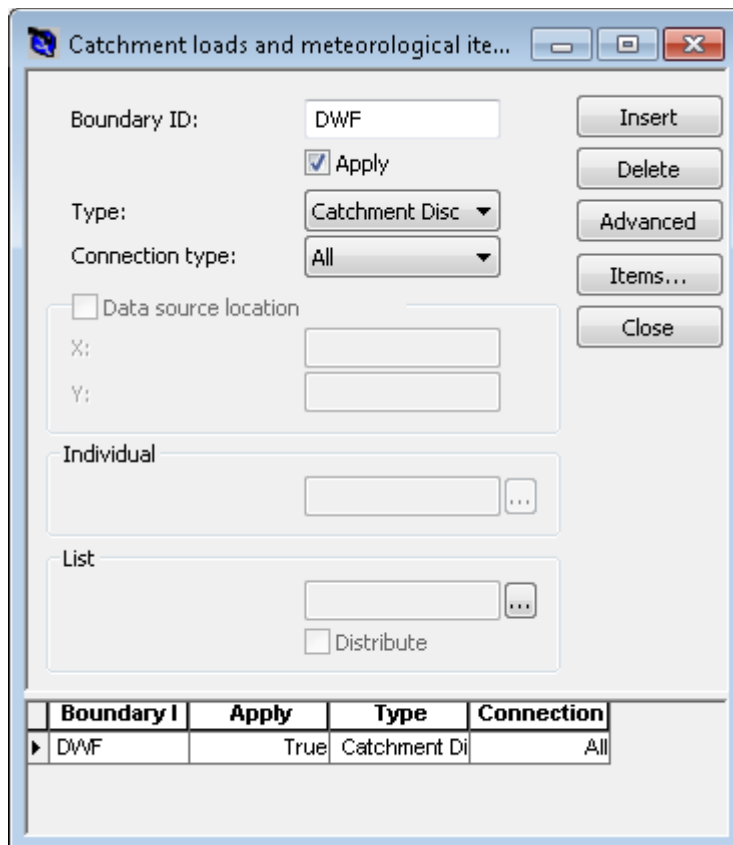 Catchment loads and meteorological ite...
Boundary ID: DWF Insert
Apply Delete
Type: Catchment Disc Advanced
Connection type: All Items...
Data source location Close
X:
Y:
Individual
...
List
...
Distribute
Boundary I Apply Type Connection
DWF True Catchment Di All